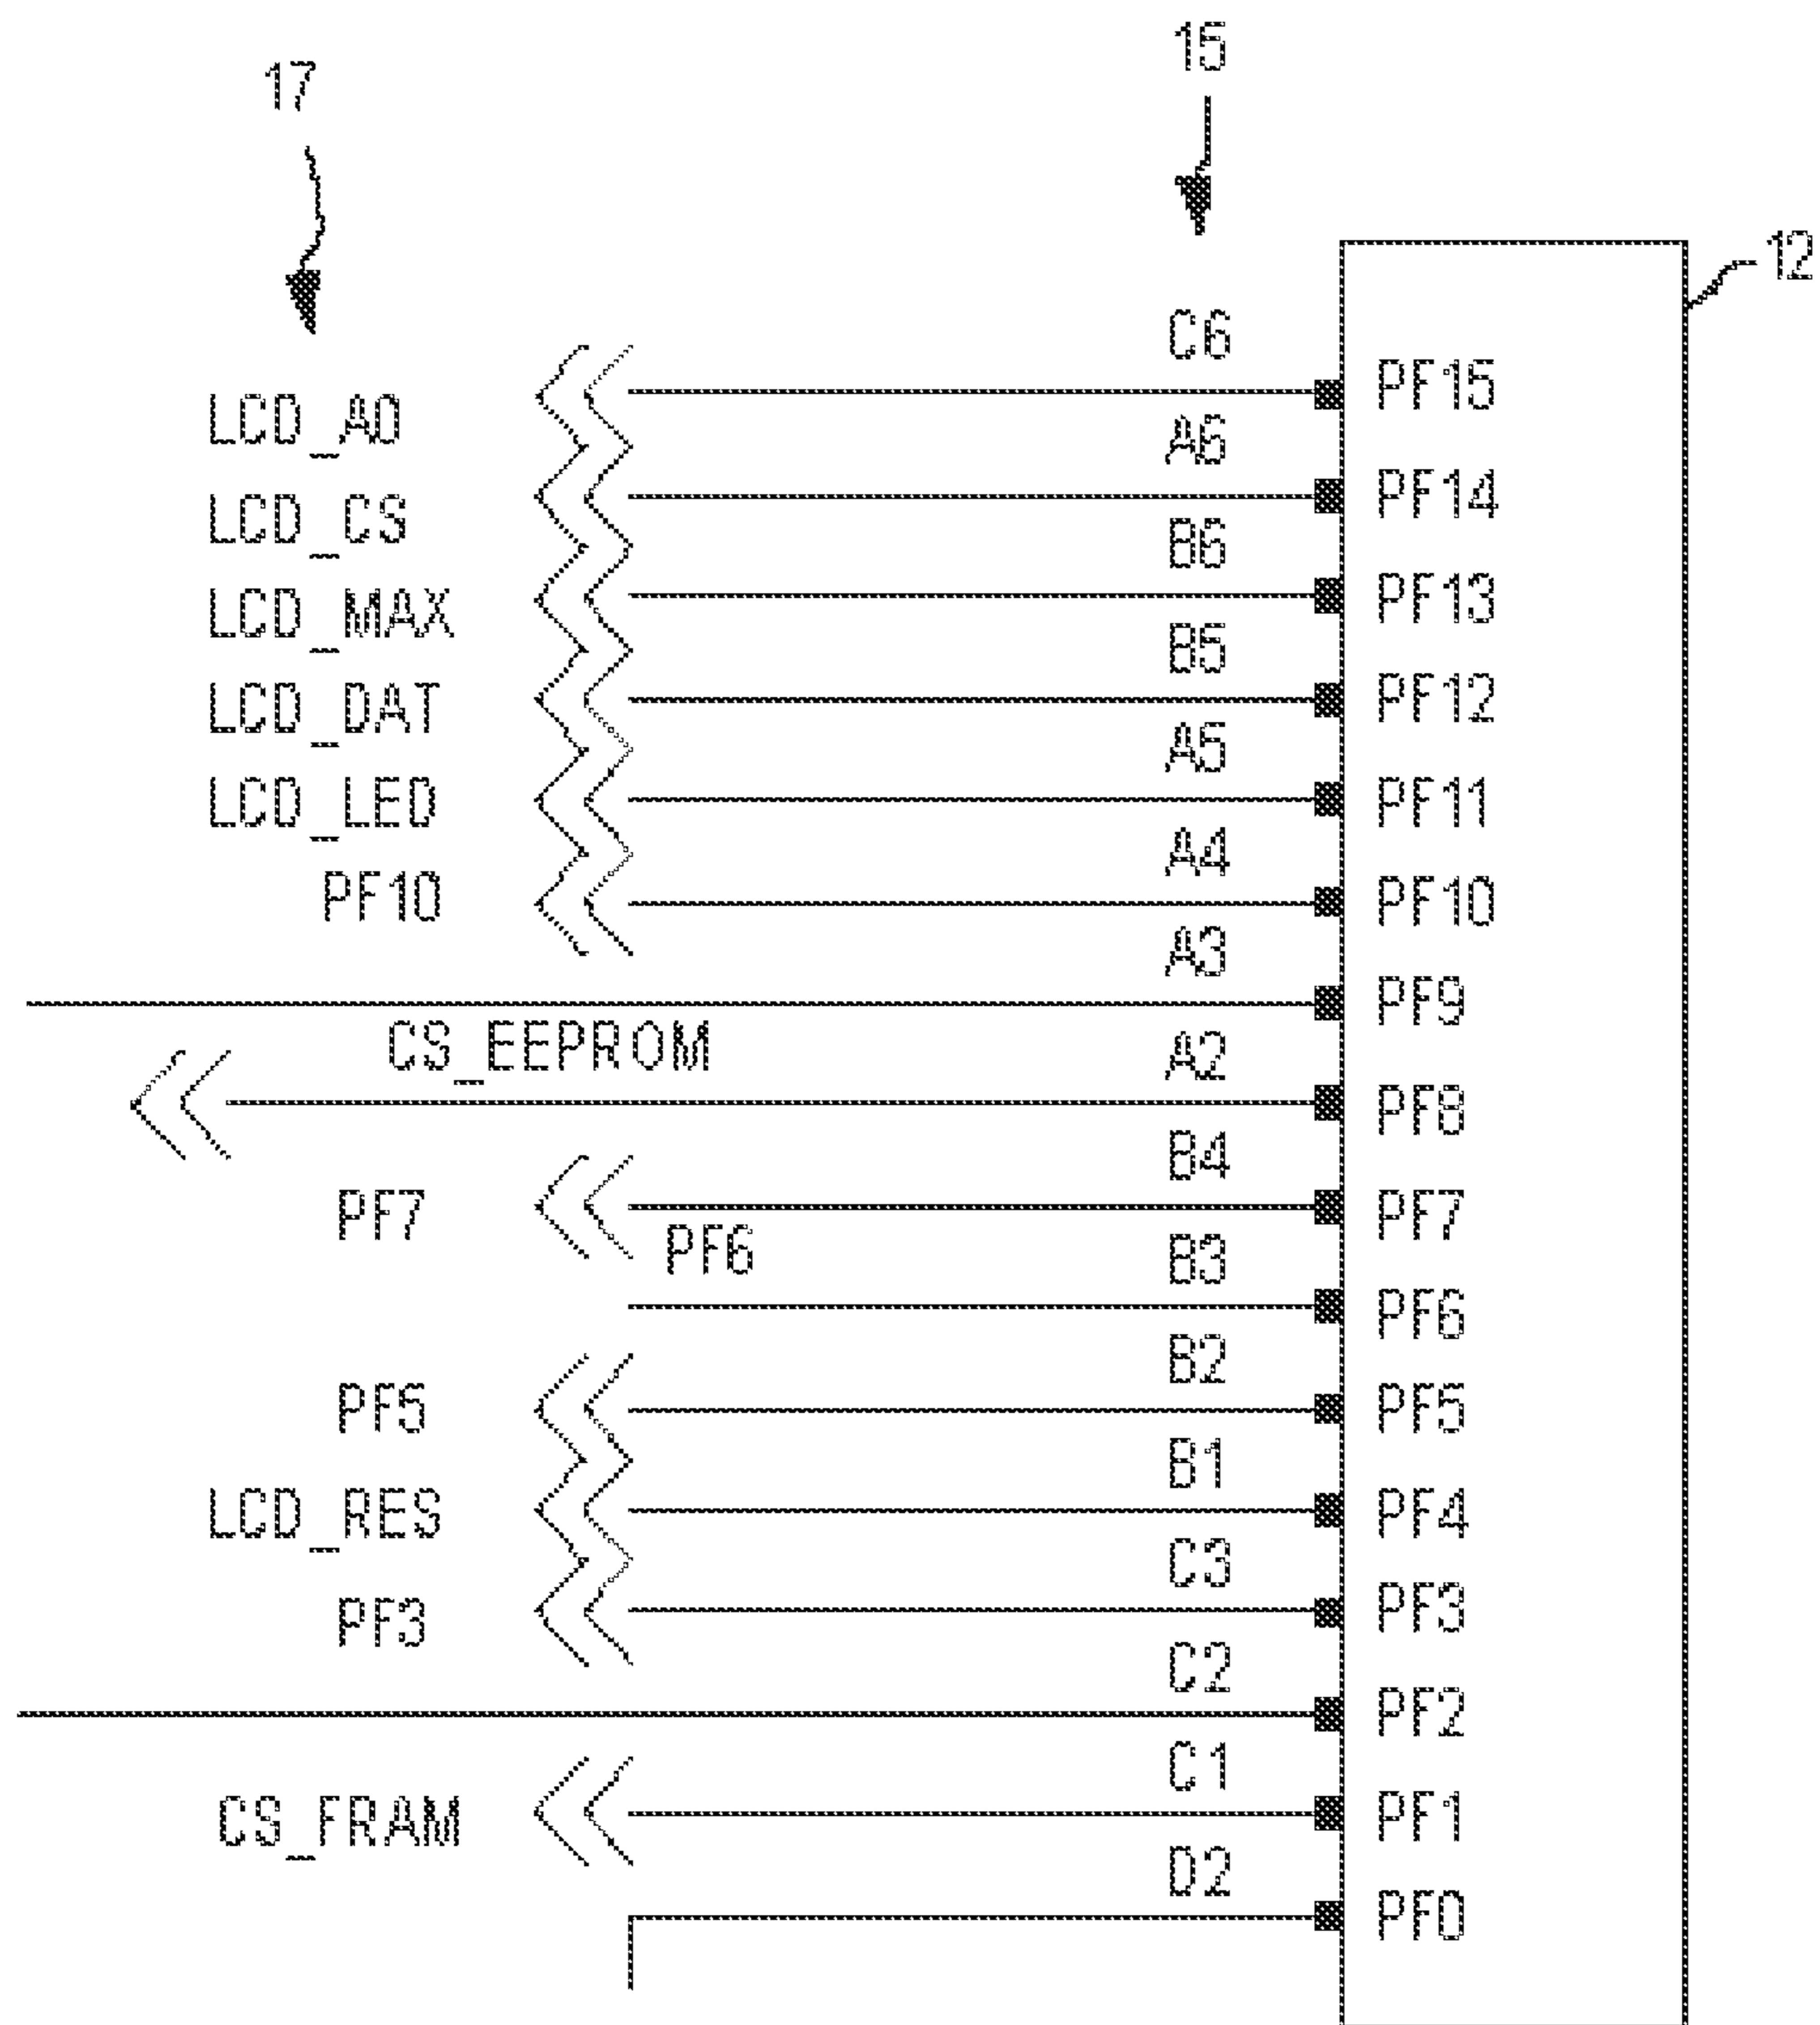 15
17
12
C6
LCD_A0 PF15
A6
LCD_CS PF14
B6
LCD_MAX PF13
B5
LCD_DAT PF12
A5
LCD_LED PF11
A4
PF10 PF10
A3
PF9
CS_EEPROM A2
PF8
B4
PF7 PF7
PF6 B3
PF6
B2
PF5 PF5
B1
LCD_RES PF4
C3
PF3 PF3
C2
PF2
C1
CS_FRAM PF1
D2
PF0